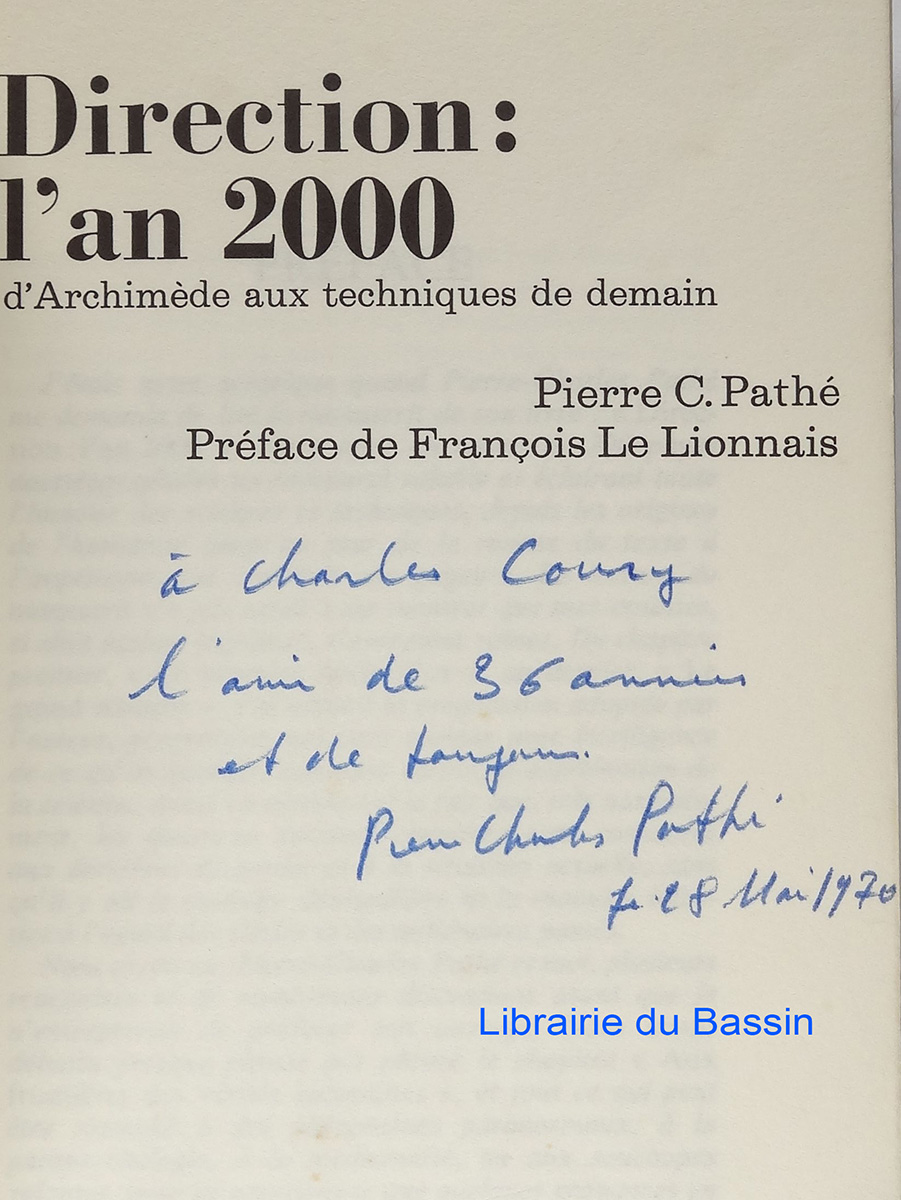 Direction:
l'an 2000
d'Archimède aux techniques de demain
Pierre C. Pathé
Préface de François Le Lionnais
à Charles Coury
l'ami de 36 années
et de toujours.
Pierre Charles Pathé
le 28 Mai 1970
Librairie du Bassin